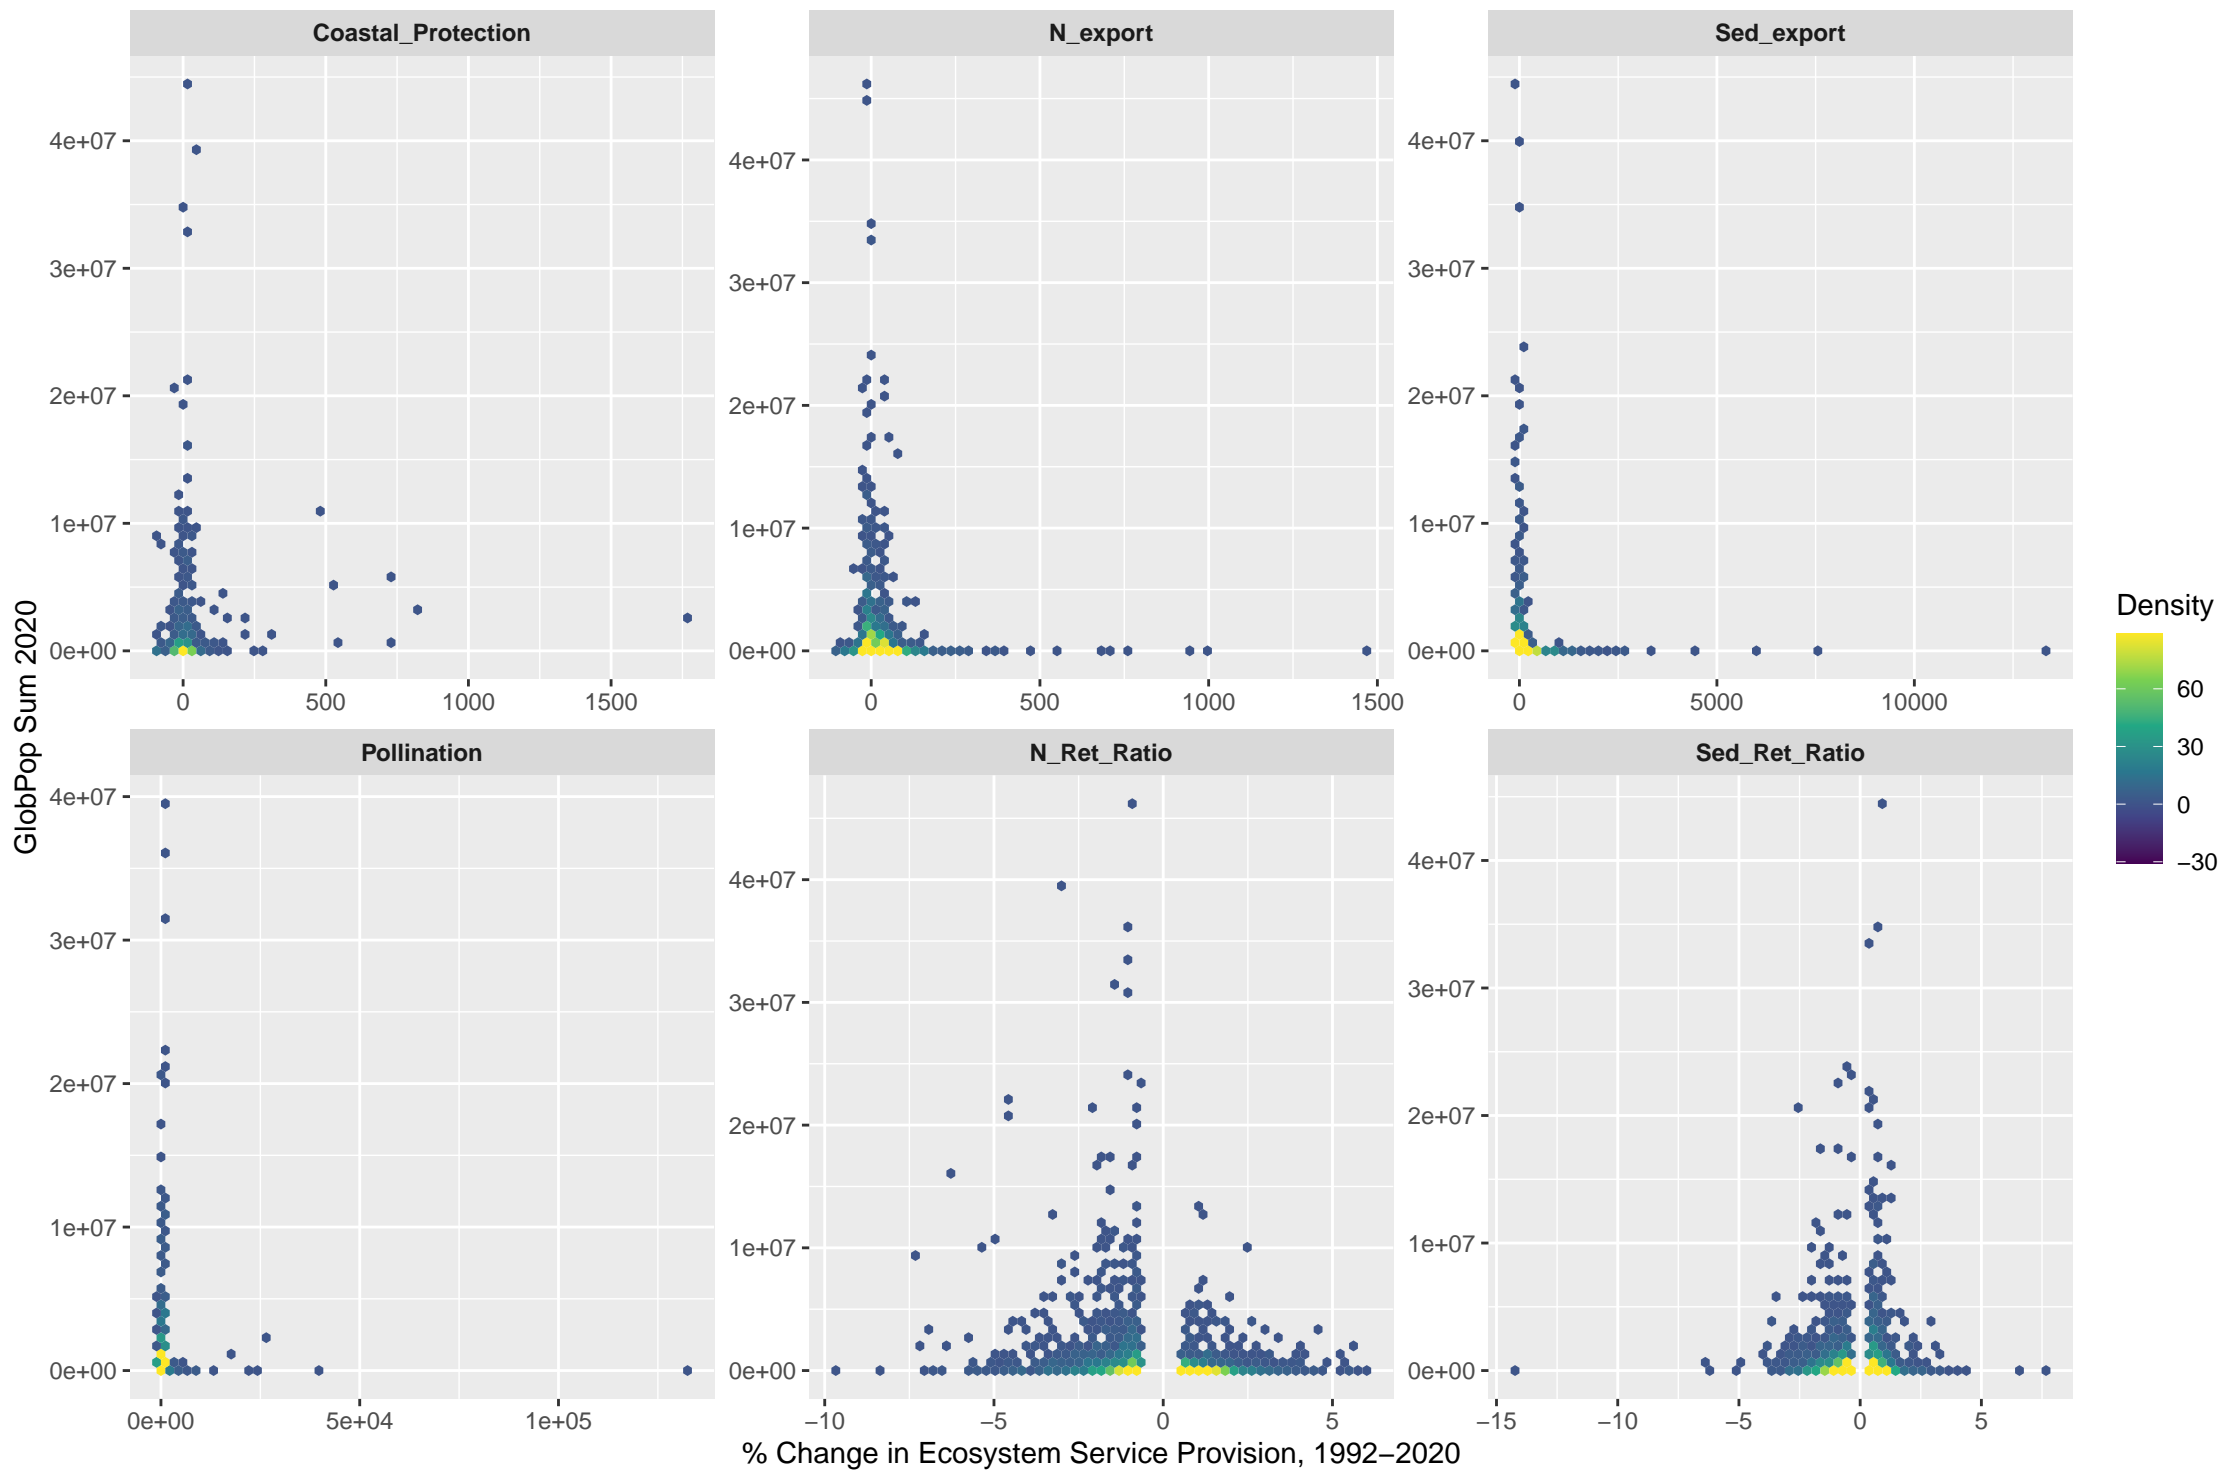 Coastal_Protection N_export Sed_export
4e+07 4e+07 4e+07
3e+07 3e+07 3e+07
2e+07 2e+07 2e+07
1e+07 1e+07 1e+07
0e+00 0e+00 0e+00
0 500 1000 1500 0 500 1000 1500 0 5000 10000
GlobPop Sum 2020
Pollination N_Ret_Ratio Sed_Ret_Ratio
4e+07 4e+07 4e+07
3e+07 3e+07 3e+07
2e+07 2e+07 2e+07
1e+07 1e+07 1e+07
0e+00 0e+00 0e+00
0e+00 5e+04 1e+05 −10 −5 0 5 −15 −10 −5 0 5
% Change in Ecosystem Service Provision, 1992−2020
Density
60
30
0
−30